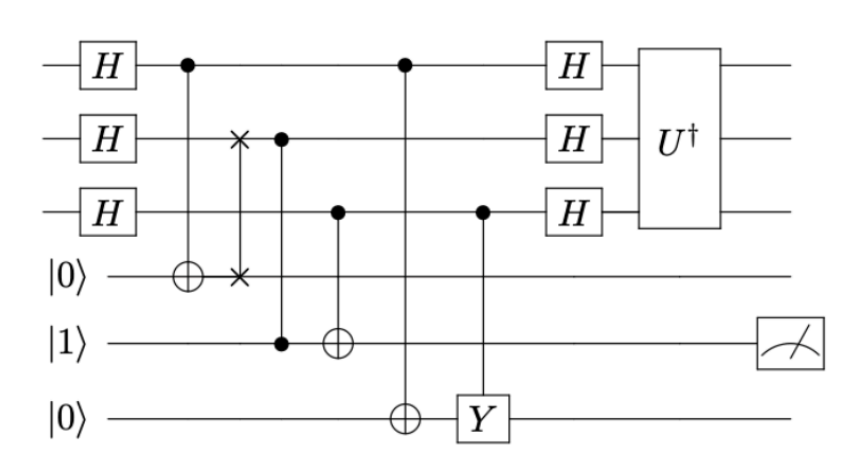 H H
H U† H
H H
|0⟩
|1⟩
|0⟩ Y